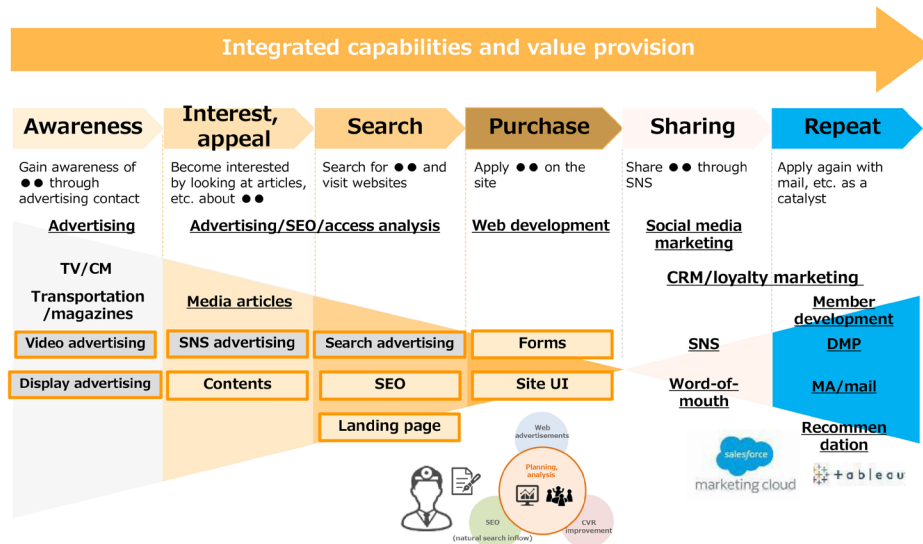 Integrated capabilities and value provision
Awareness
Interest,
appeal
Search
Purchase
Sharing
Repeat
Gain awareness of
●● through
advertising contact
Become interested
by looking at articles,
etc. about ●●
Search for ●● and
visit websites
Apply ●● on the
site
Share ●● through
SNS
Apply again with
mail, etc. as a
catalyst
Advertising
Advertising/SEO/access analysis
Web development
Social media
marketing
TV/CM
CRM/loyalty marketing
Transportation
/magazines
Media articles
Member
development
Video advertising
SNS advertising
Search advertising
Forms
SNS
DMP
Display advertising
Contents
SEO
Site UI
Word-of-
mouth
MA/mail
Landing page
Recommen
dation
Web
advertisements
Planning,
analysis
SEO
(natural search inflow)
CVR
improvement
salesforce
marketing cloud
+ableau